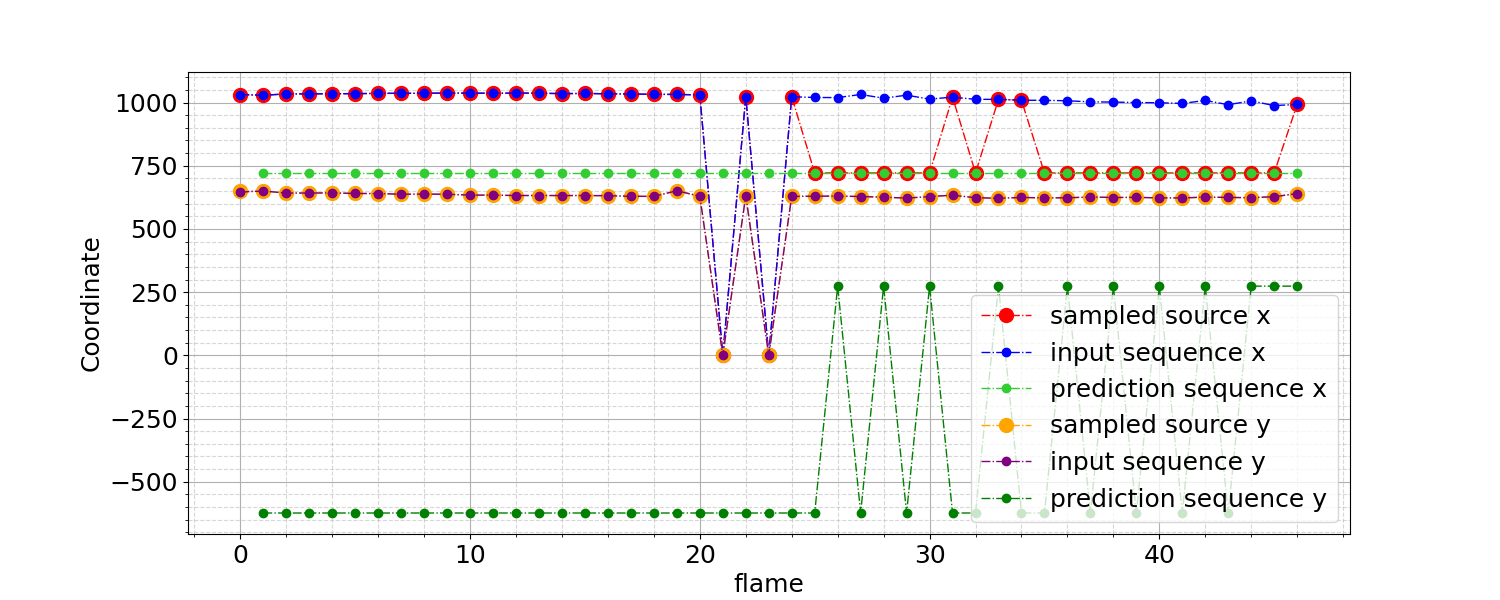 1000
750
500
250
0
−250
−500
Coordinate
0 10 20 30 40
flame
sampled source x
input sequence x
prediction sequence x
sampled source y
input sequence y
prediction sequence y